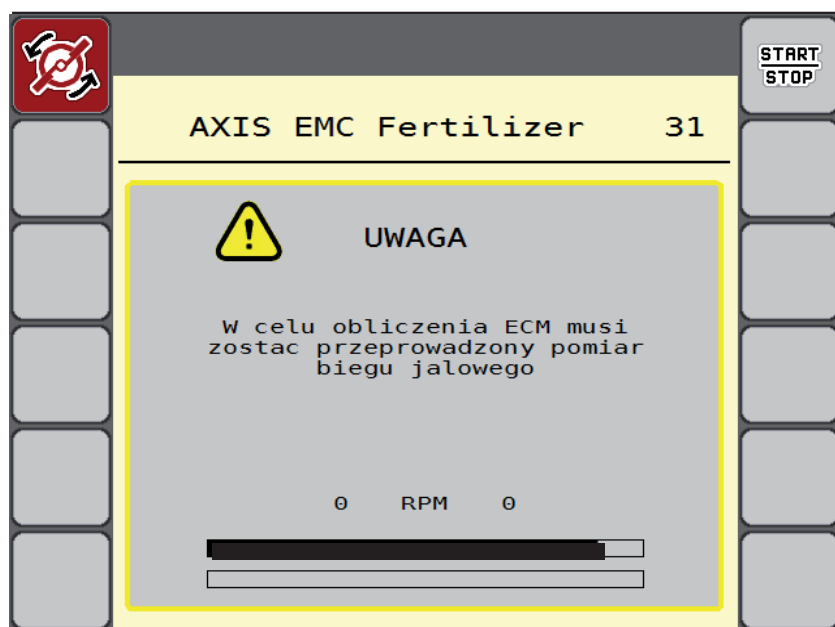 START
STOP
AXIS EMC Fertilizer 31
UWAGA
W celu obliczenia ECM musi
zostac przeprowadzony pomiar
biegu jalowego
0 RPM 0